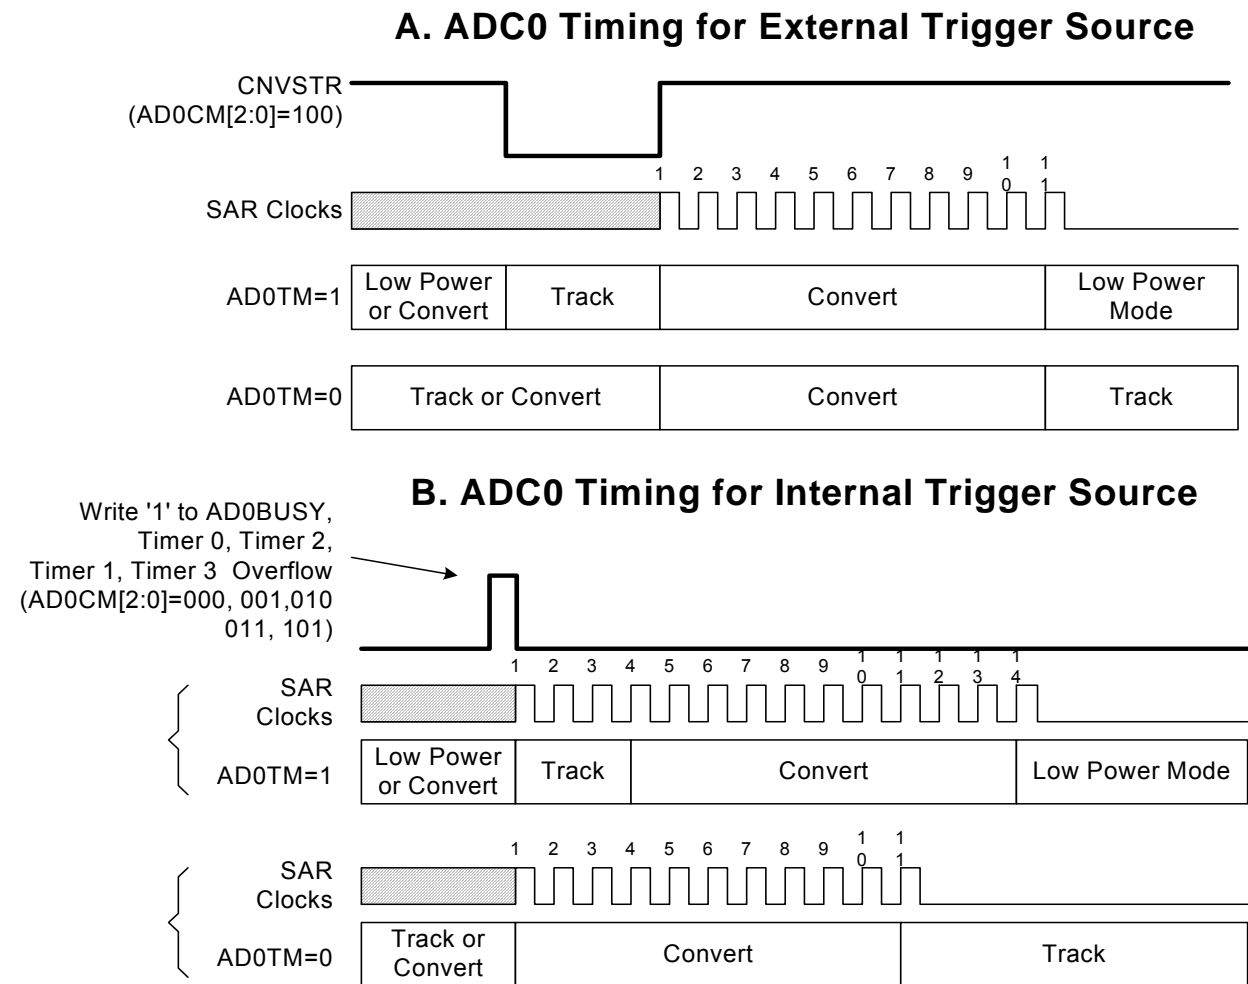 A. ADC0 Timing for External Trigger Source
CNVSTR
(AD0CM[2:0]=100)
1 2 3 4 5 6 7 8 9 10 11
SAR Clocks
AD0TM=1 Low Power or Convert Track Convert Low Power Mode
AD0TM=0 Track or Convert Convert Track
B. ADC0 Timing for Internal Trigger Source
Write '1' to AD0BUSY,
Timer 0, Timer 2,
Timer 1, Timer 3 Overflow
(AD0CM[2:0]=000, 001,010
011, 101)
1 2 3 4 5 6 7 8 9 10 11 12 13 14
SAR
Clocks
AD0TM=1 Low Power or Convert Track Convert Low Power Mode
1 2 3 4 5 6 7 8 9 10 11
SAR
Clocks
AD0TM=0 Track or Convert Convert Track